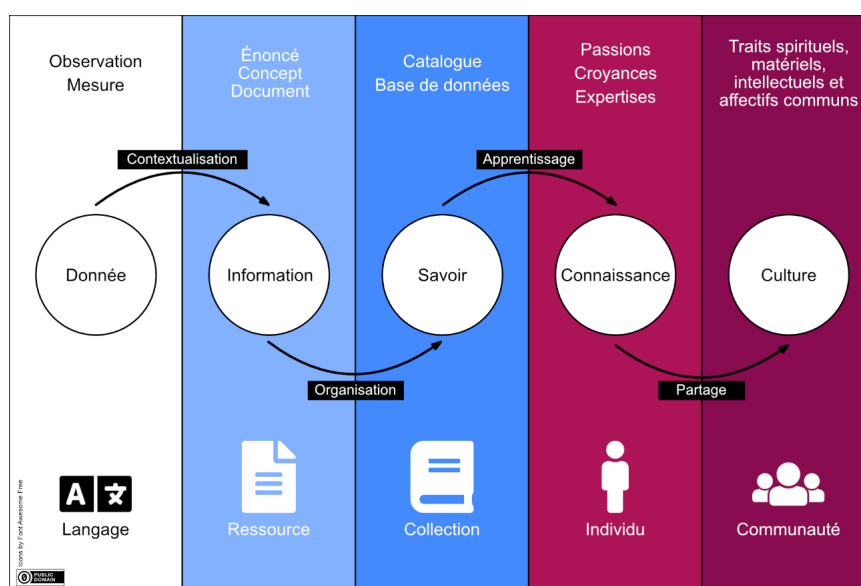 Observation
Mesure
Énoncé
Concept
Document
Catalogue
Base de données
Passions
Croyances
Expertises
Traits spirituels,
matériels,
intellectuels et
affectifs communs
Contextualisation
Apprentissage
Donnée
Information
Savoir
Connaissance
Culture
Organisation
Partage
A 文
Langage
Ressource
Collection
Individu
Communauté
Icons by Font Awesome Free
0 PUBLIC
DOMAIN